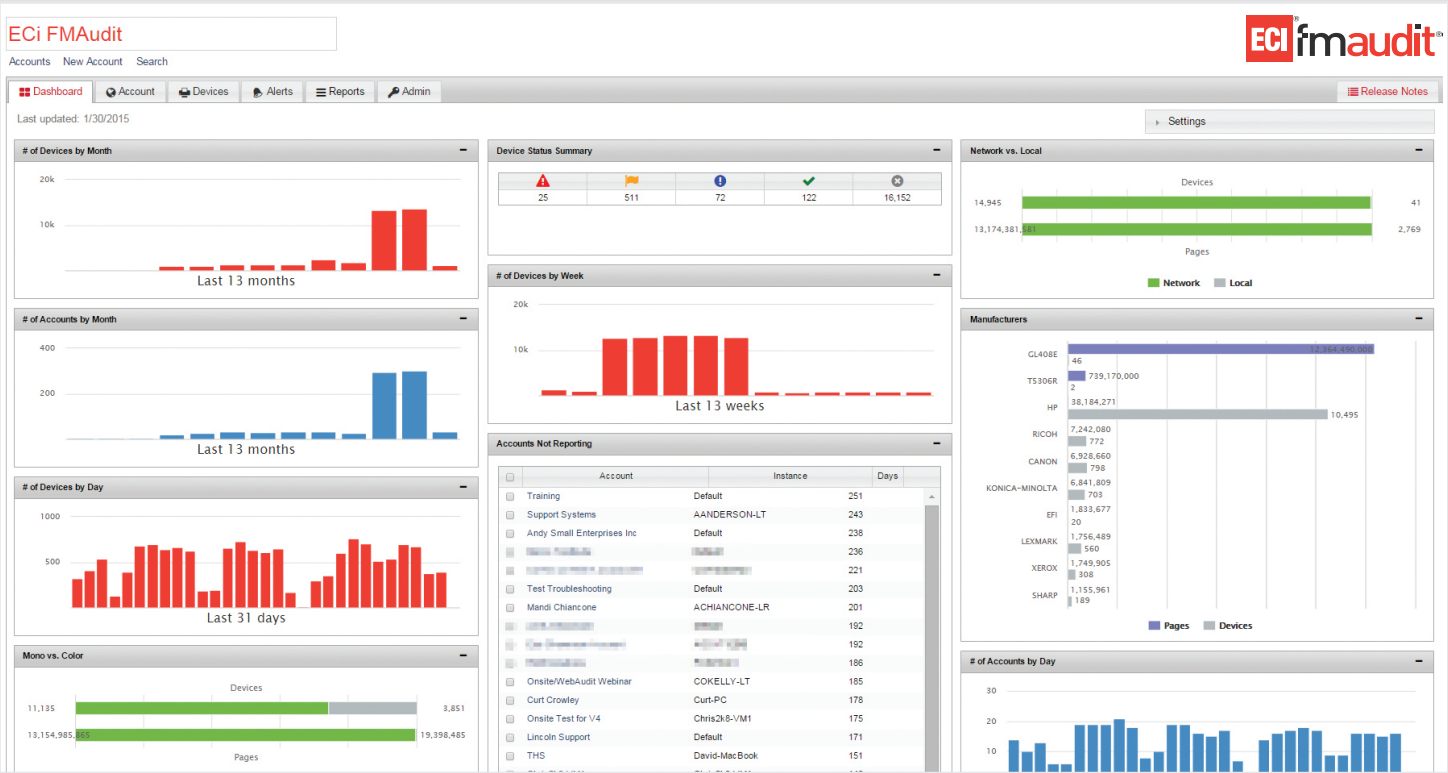 ECi FMAudit
ECI fmaudit
Accounts New Account Search
Dashboard Account Devices Alerts Reports Admin Release Notes
Last updated: 1/30/2015
Settings
# of Devices by Month
20k
10k
Last 13 months
# of Accounts by Month
400
200
Last 13 months
# of Devices by Day
1000
500
Last 31 days
Mono vs. Color
Devices
11,135 3,851
13,154,985,865 19,398,485
Pages
Device Status Summary
25 511 72 122 16,152
# of Devices by Week
20k
10k
Last 13 weeks
Accounts Not Reporting
Account Instance Days
Training Default 251
Support Systems AANDERSON-LT 243
Andy Small Enterprises Inc Default 238
236
221
Test Troubleshooting Default 203
Mandi Chiancone ACHIANCONE-LR 201
192
192
186
Onsite/WebAudit Webinar COKELLY-LT 185
Curt Crowley Curt-PC 178
Onsite Test for V4 Chris2k8-VM1 175
Lincoln Support Default 171
THS David-MacBook 151
Network vs. Local
Devices
14,945 41
13,174,381,581 2,769
Pages
Network Local
Manufacturers
GL408E 12,364,490,000
46
T5306R 739,170,000
2
HP 38,184,271
10,495
RICOH 7,242,080
772
CANON 6,928,660
798
KONICA-MINOLTA 6,841,809
703
EFI 1,833,677
20
LEXMARK 1,756,489
560
XEROX 1,749,905
308
SHARP 1,155,961
189
Pages Devices
# of Accounts by Day
30
20
10